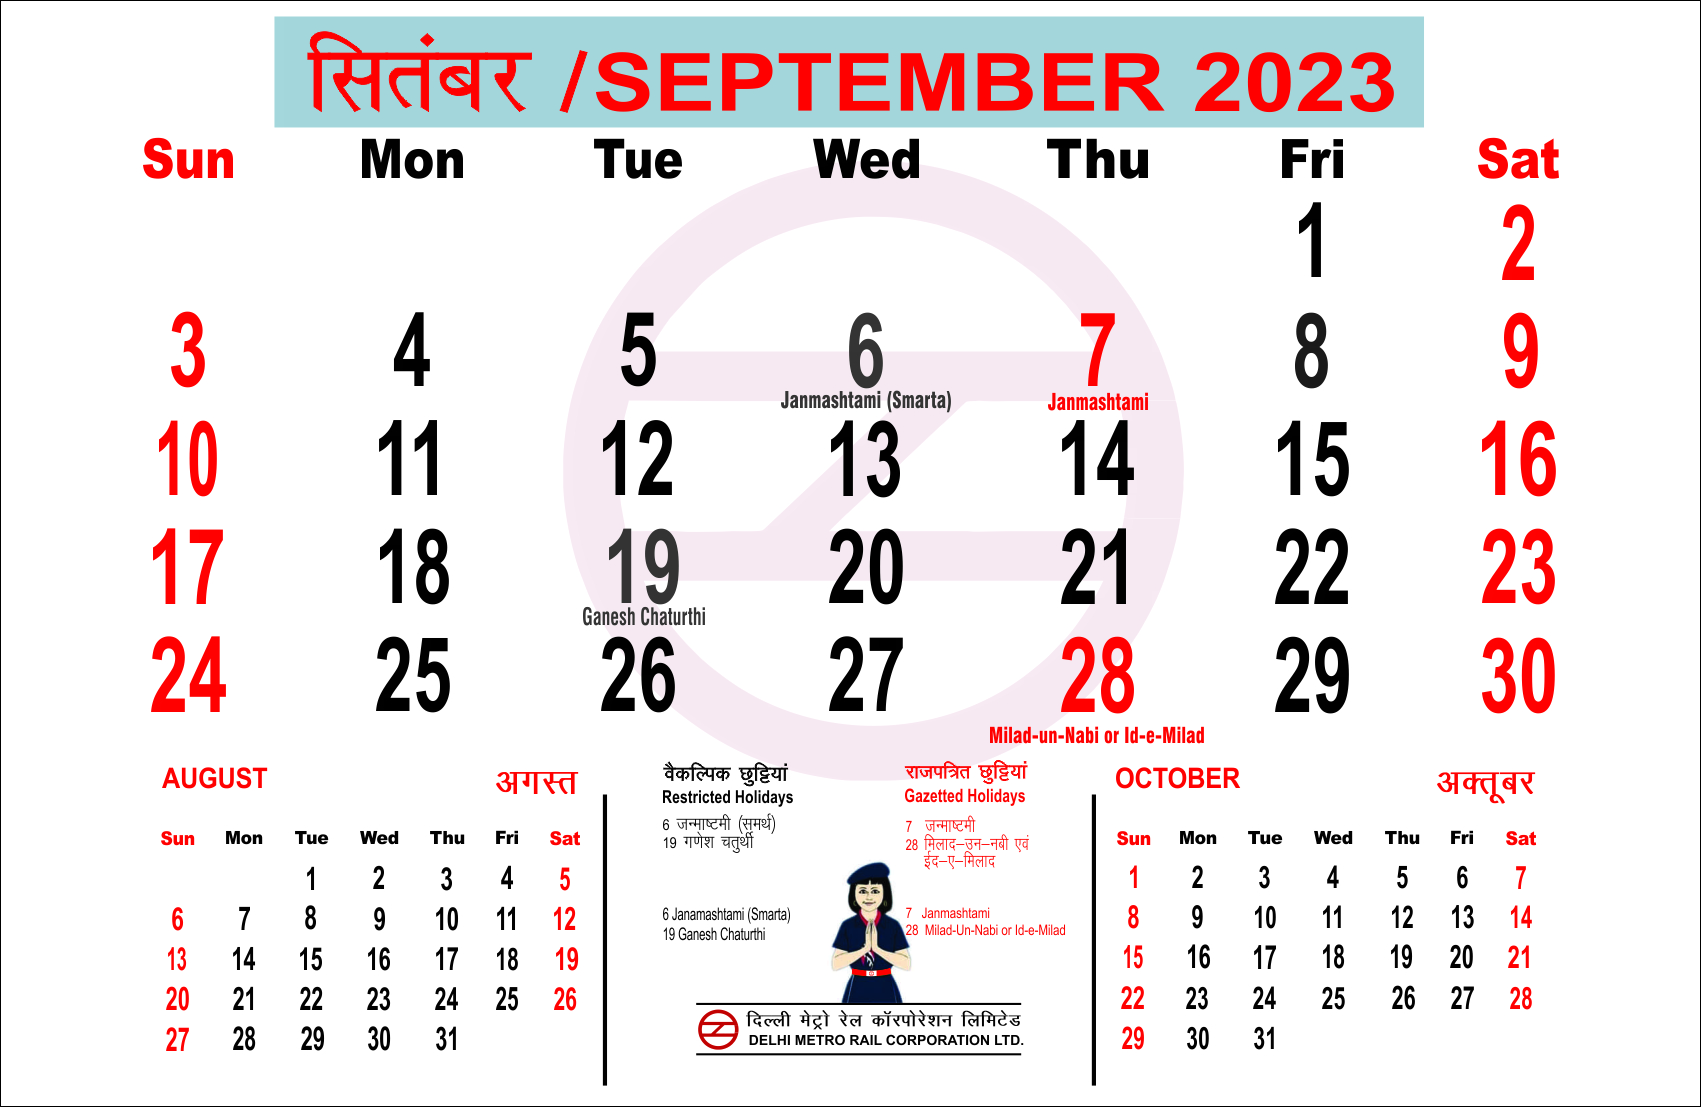 सितंबर /SEPTEMBER 2023
Sun Mon Tue Wed Thu Fri Sat
1 2
3 4 5 6 7 8 9
Janmashtami (Smarta) Janmashtami
10 11 12 13 14 15 16
17 18 19 20 21 22 23
Ganesh Chaturthi
24 25 26 27 28 29 30
Milad-un-Nabi or Id-e-Milad
AUGUST अगस्त
Sun Mon Tue Wed Thu Fri Sat
1 2 3 4 5
6 7 8 9 10 11 12
13 14 15 16 17 18 19
20 21 22 23 24 25 26
27 28 29 30 31
वैकल्पिक छुट्टियां
Restricted Holidays
6 जन्माष्टमी (समर्थ)
19 गणेश चतुर्थी
6 Janamashtami (Smarta)
19 Ganesh Chaturthi
राजपत्रित छुट्टियां
Gazetted Holidays
7 जन्माष्टमी
28 मिलाद-उन-नबी एवं
ईद-ए-मिलाद
7 Janmashtami
28 Milad-Un-Nabi or Id-e-Milad
दिल्ली मेट्रो रेल कॉरपोरेशन लिमिटेड
DELHI METRO RAIL CORPORATION LTD.
OCTOBER अक्तूबर
Sun Mon Tue Wed Thu Fri Sat
1 2 3 4 5 6 7
8 9 10 11 12 13 14
15 16 17 18 19 20 21
22 23 24 25 26 27 28
29 30 31